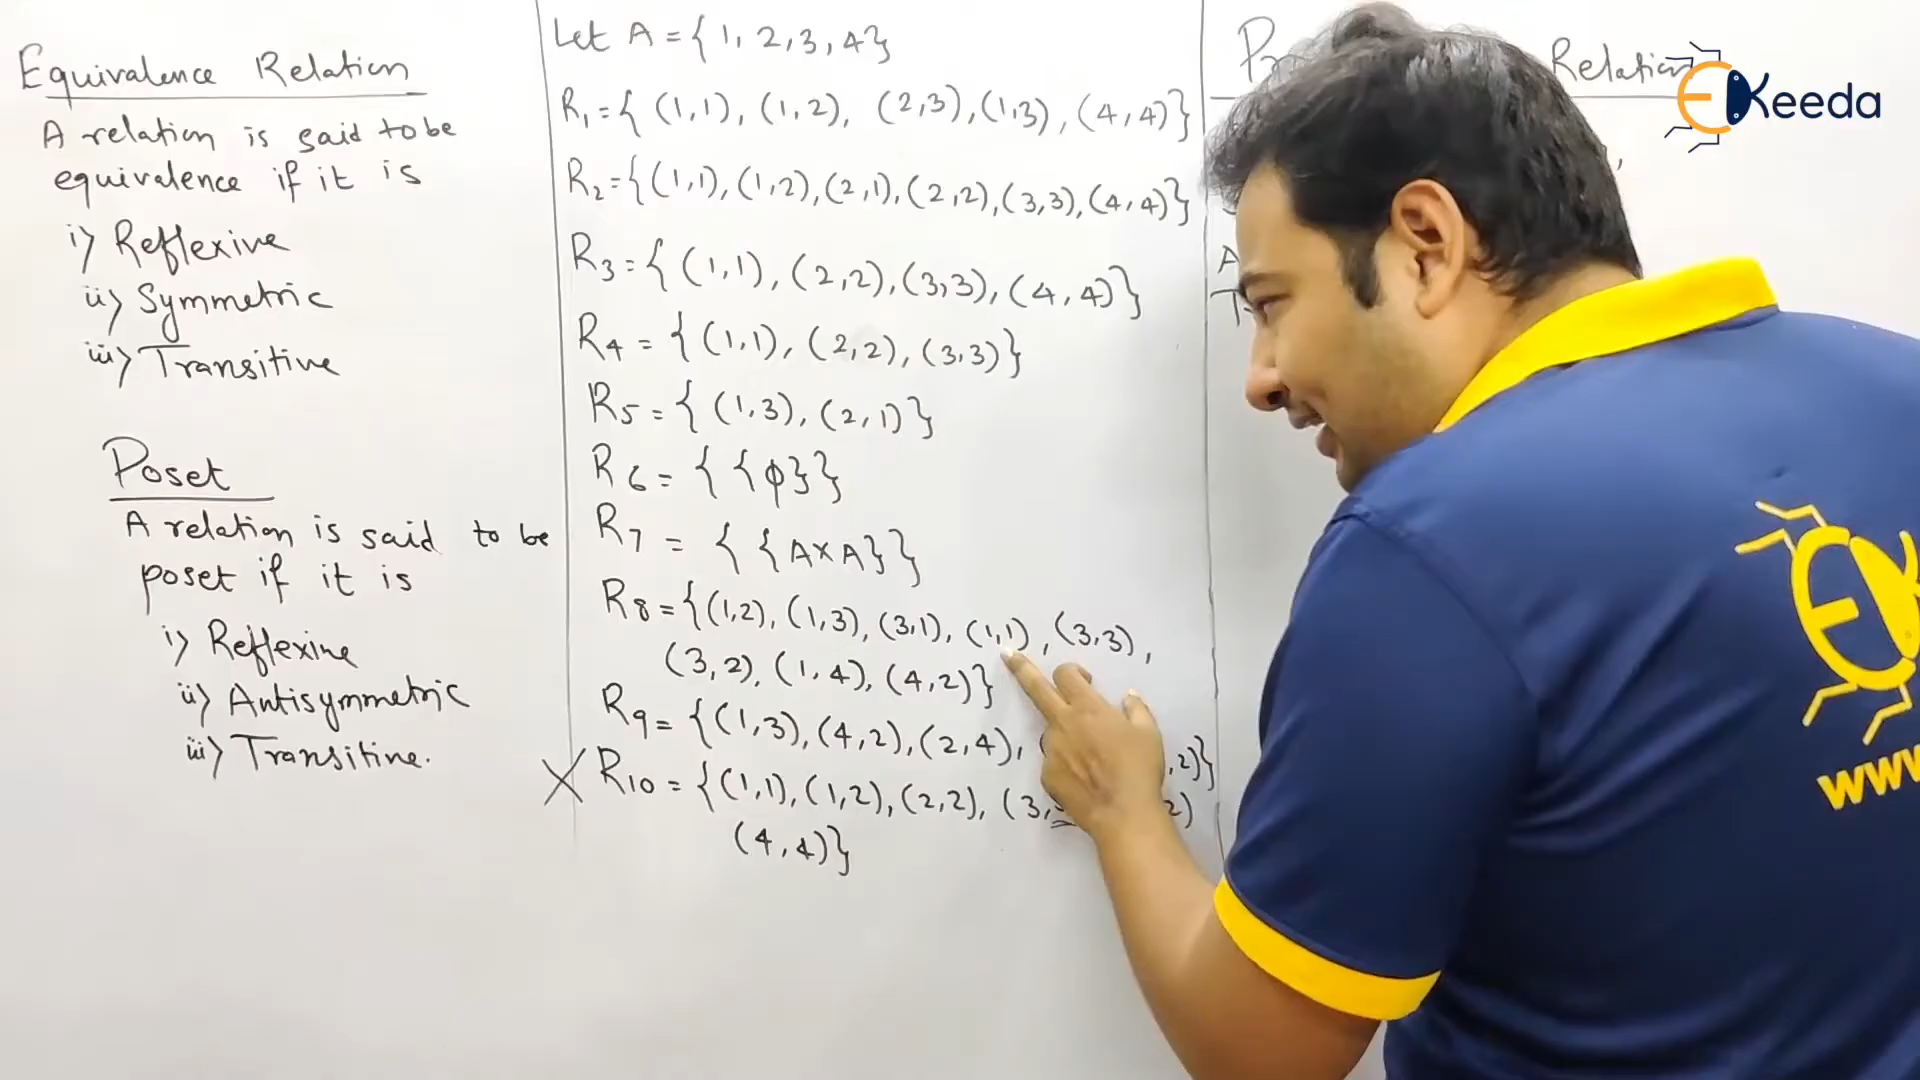 Equivalence Relation
A relation is said to be
equivalence if it is
i) Reflexive
ii) Symmetric
iii) Transitive
Poset
A relation is said to be
poset if it is
i) Reflexive
ii) Antisymmetric
iii) Transitive.
Let A = { 1, 2, 3, 4}
R1 = { (1,1), (1,2), (2,3), (1,3), (4,4)}
R2 = {(1,1), (1,2), (2,1), (2,2), (3,3), (4,4)}
R3 = { (1,1), (2,2), (3,3), (4,4)}
R4 = { (1,1), (2,2), (3,3)}
R5 = { (1,3), (2,1)}
R6 = { {φ}}
R7 = { {A×A}}
R8 = {(1,2), (1,3), (3,1), (1,1), (3,3),
(3,2), (1,4), (4,2)}
R9 = {(1,3), (4,2), (2,4), ( ,2)}
X R10 = {(1,1), (1,2), (2,2), (3, 2)
(4,4)}
Relation
EKeeda
EK
www